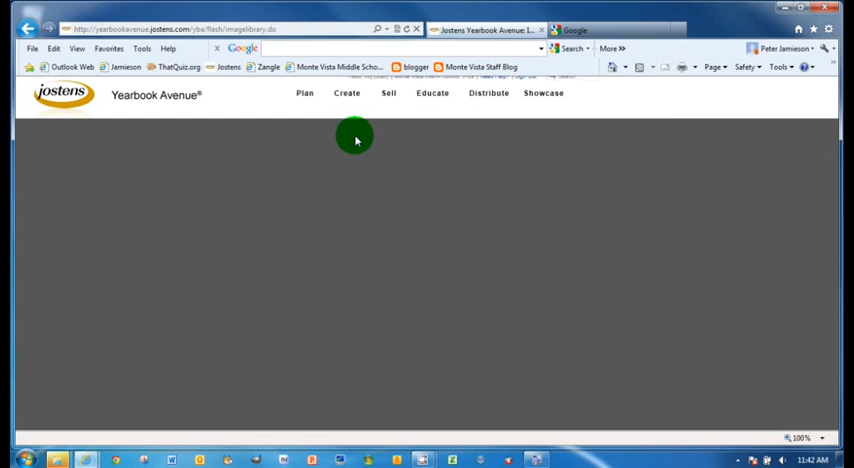 http://yearbookavenue.jostens.com/yba/flash/imagelibrary.do
Jostens Yearbook Avenue: I...
Google
File Edit View Favorites Tools Help
x Google Search More >> Peter Jamieson
Outlook Web Jamieson ThatQuiz.org Jostens Zangle Monte Vista Middle Scho... blogger Monte Vista Staff Blog Page Safety Tools
jostens Yearbook Avenue® Plan Create Sell Educate Distribute Showcase
100%
11:42 AM